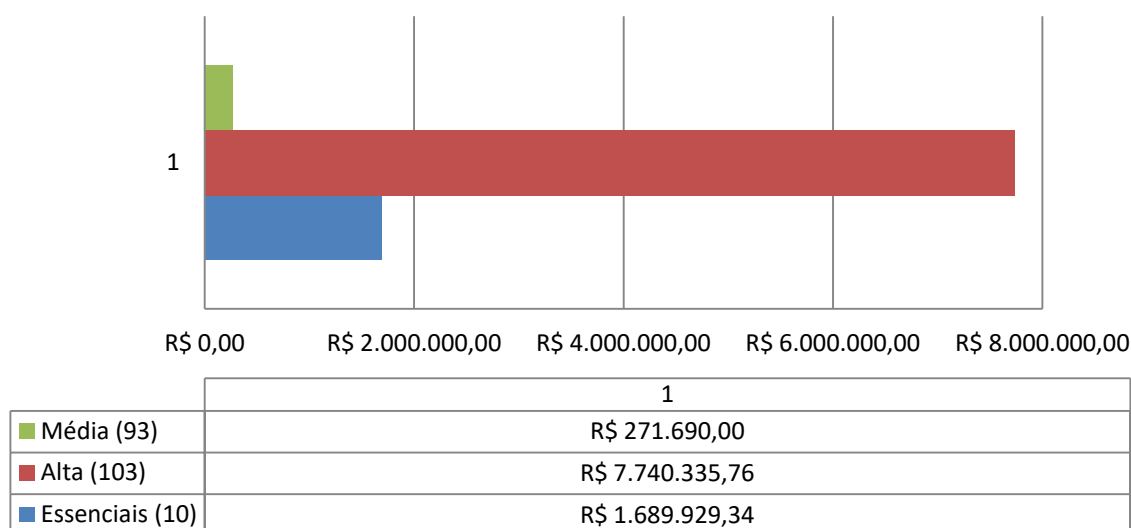 1
R$ 0,00 R$ 2.000.000,00 R$ 4.000.000,00 R$ 6.000.000,00 R$ 8.000.000,00
1
Média (93) R$ 271.690,00
Alta (103) R$ 7.740.335,76
Essenciais (10) R$ 1.689.929,34